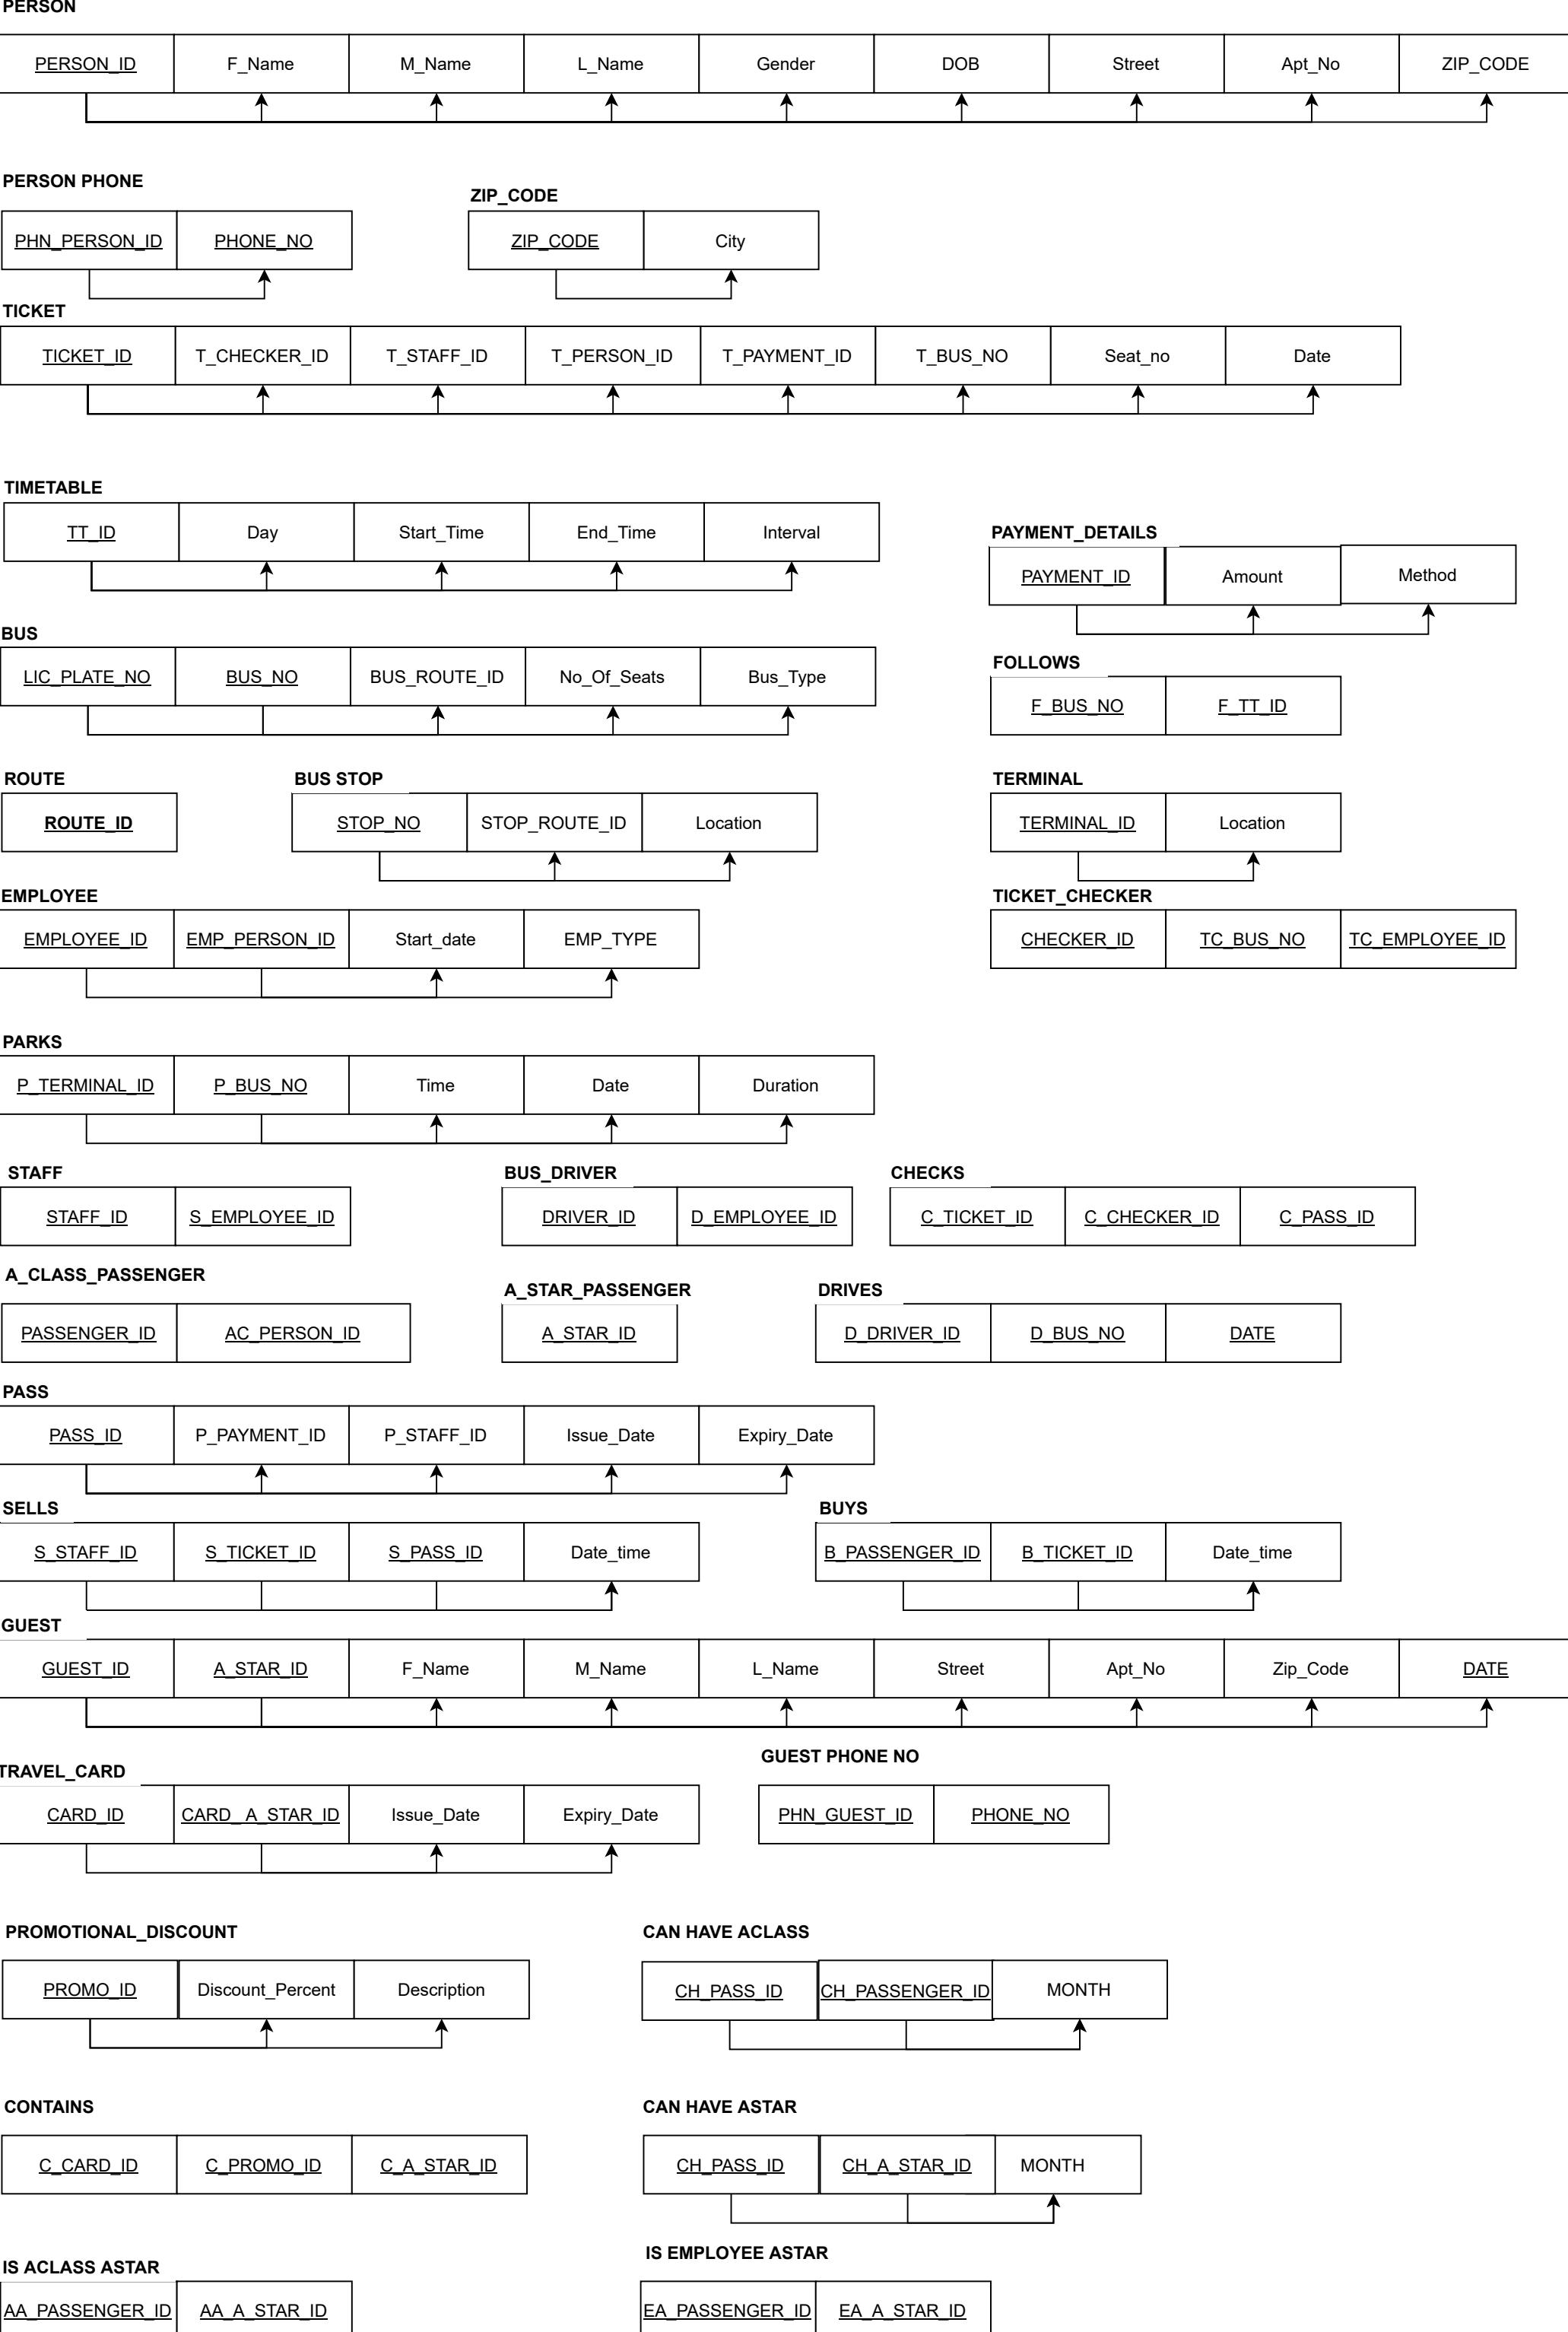 PERSON
PERSON_ID F_Name M_Name L_Name Gender DOB Street Apt_No ZIP_CODE
PERSON PHONE
ZIP_CODE
PHN_PERSON_ID PHONE_NO
ZIP_CODE City
TICKET
TICKET_ID T_CHECKER_ID T_STAFF_ID T_PERSON_ID T_PAYMENT_ID T_BUS_NO Seat_no Date
TIMETABLE
TT_ID Day Start_Time End_Time Interval
PAYMENT_DETAILS
PAYMENT_ID Amount Method
BUS
LIC_PLATE_NO BUS_NO BUS_ROUTE_ID No_Of_Seats Bus_Type
FOLLOWS
F_BUS_NO F_TT_ID
ROUTE
ROUTE_ID
BUS STOP
STOP_NO STOP_ROUTE_ID Location
TERMINAL
TERMINAL_ID Location
EMPLOYEE
EMPLOYEE_ID EMP_PERSON_ID Start_date EMP_TYPE
TICKET_CHECKER
CHECKER_ID TC_BUS_NO TC_EMPLOYEE_ID
PARKS
P_TERMINAL_ID P_BUS_NO Time Date Duration
STAFF
STAFF_ID S_EMPLOYEE_ID
BUS_DRIVER
DRIVER_ID D_EMPLOYEE_ID
CHECKS
C_TICKET_ID C_CHECKER_ID C_PASS_ID
A_CLASS_PASSENGER
PASSENGER_ID AC_PERSON_ID
A_STAR_PASSENGER
A_STAR_ID
DRIVES
D_DRIVER_ID D_BUS_NO DATE
PASS
PASS_ID P_PAYMENT_ID P_STAFF_ID Issue_Date Expiry_Date
SELLS
S_STAFF_ID S_TICKET_ID S_PASS_ID Date_time
BUYS
B_PASSENGER_ID B_TICKET_ID Date_time
GUEST
GUEST_ID A_STAR_ID F_Name M_Name L_Name Street Apt_No Zip_Code DATE
TRAVEL_CARD
CARD_ID CARD_ A_STAR_ID Issue_Date Expiry_Date
GUEST PHONE NO
PHN_GUEST_ID PHONE_NO
PROMOTIONAL_DISCOUNT
PROMO_ID Discount_Percent Description
CAN HAVE ACLASS
CH_PASS_ID CH_PASSENGER_ID MONTH
CONTAINS
C_CARD_ID C_PROMO_ID C_A_STAR_ID
CAN HAVE ASTAR
CH_PASS_ID CH_A_STAR_ID MONTH
IS ACLASS ASTAR
AA_PASSENGER_ID AA_A_STAR_ID
IS EMPLOYEE ASTAR
EA_PASSENGER_ID EA_A_STAR_ID